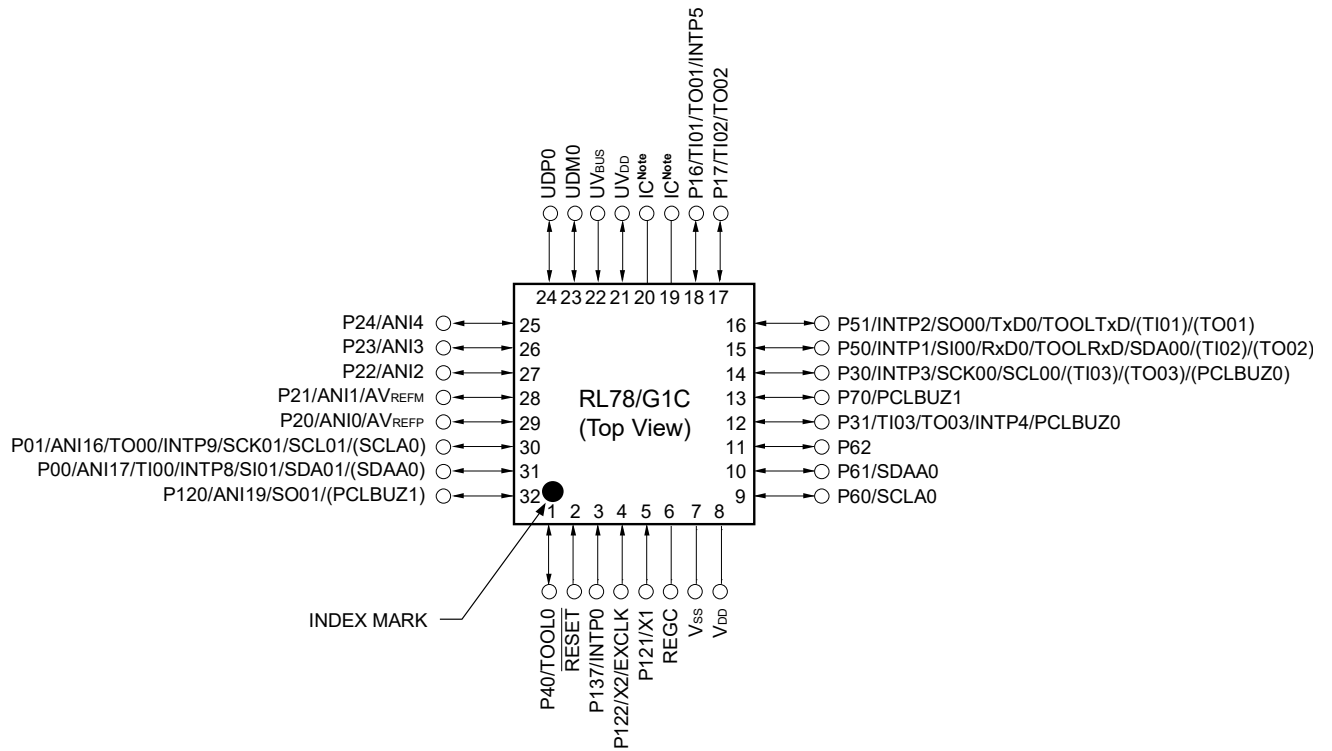 UDP0
UDM0
UVBUS
UVDD
ICNote
ICNote
P16/TI01/TO01/INTP5
P17/TI02/TO02
24 23 22 21 20 19 18 17
P24/ANI4
25
P23/ANI3
26
P22/ANI2
27
P21/ANI1/AVREFM
28
P20/ANI0/AVREFP
29
P01/ANI16/TO00/INTP9/SCK01/SCL01/(SCLA0)
30
P00/ANI17/TI00/INTP8/SI01/SDA01/(SDAA0)
31
P120/ANI19/SO01/(PCLBUZ1)
32
RL78/G1C
(Top View)
16
P51/INTP2/SO00/TxD0/TOOLTxD/(TI01)/(TO01)
15
P50/INTP1/SI00/RxD0/TOOLRxD/SDA00/(TI02)/(TO02)
14
P30/INTP3/SCK00/SCL00/(TI03)/(TO03)/(PCLBUZ0)
13
P70/PCLBUZ1
12
P31/TI03/TO03/INTP4/PCLBUZ0
11
P62
10
P61/SDAA0
9
P60/SCLA0
1 2 3 4 5 6 7 8
INDEX MARK
P40/TOOL0
RESET
P137/INTP0
P122/X2/EXCLK
P121/X1
REGC
VSS
VDD